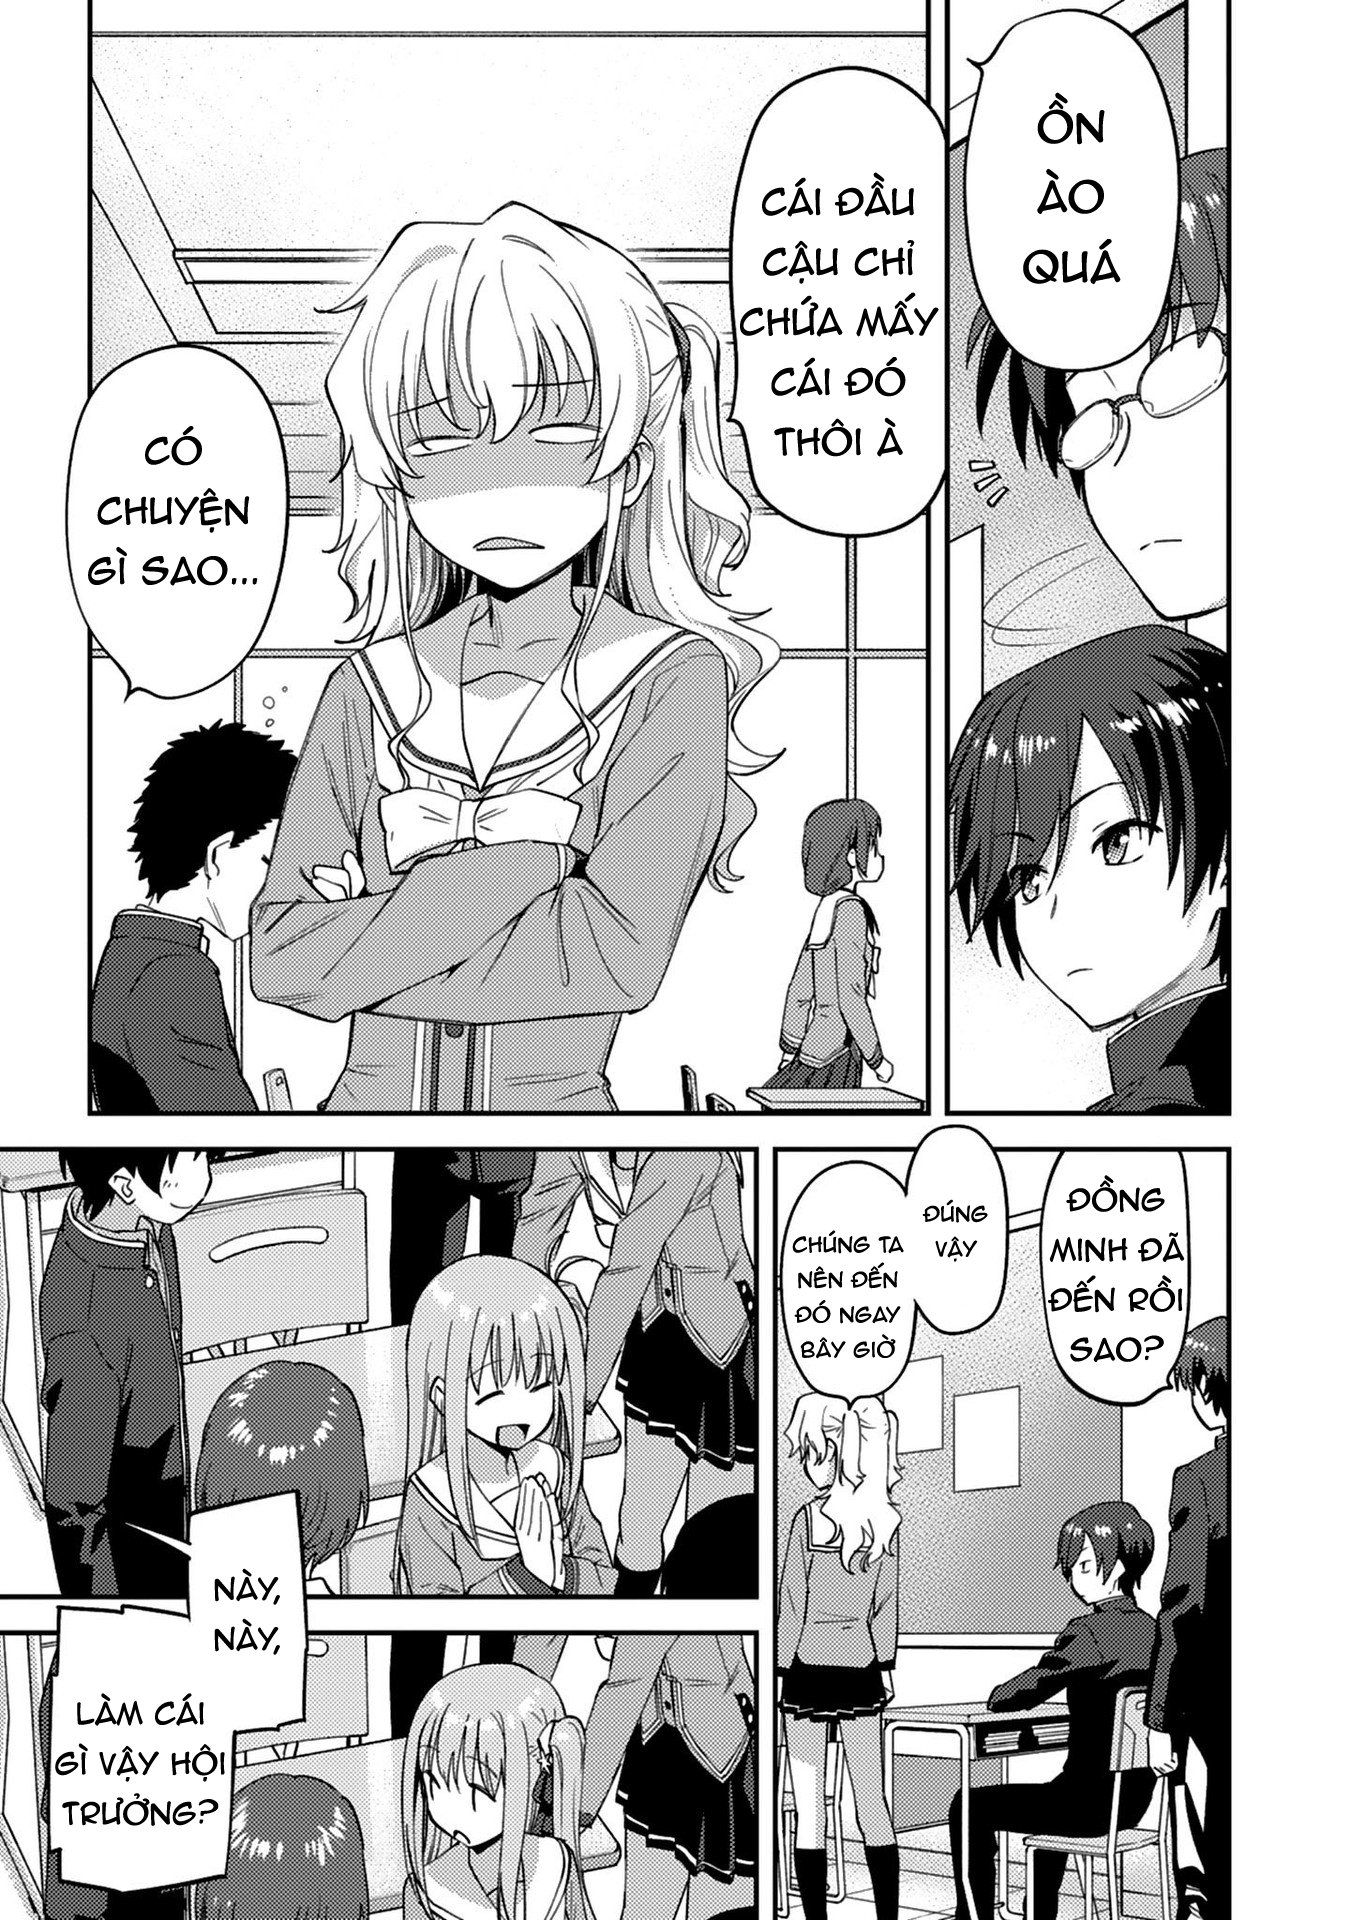 ỒN
ÀO
QUÁ
CÁI ĐẦU
CẬU CHỈ
CHỨA MẤY
CÁI ĐÓ
THÔI À
CÓ
CHUYỆN
GÌ SAO...
ĐỒNG
MINH ĐÃ
ĐẾN RỒI
SAO?
ĐÚNG
VẬY
CHÚNG TA
NÊN ĐẾN
ĐÓ NGAY
BÂY GIỜ
NÀY,
NÀY,
LÀM CÁI
GÌ VẬY HỘI
TRƯỞNG?